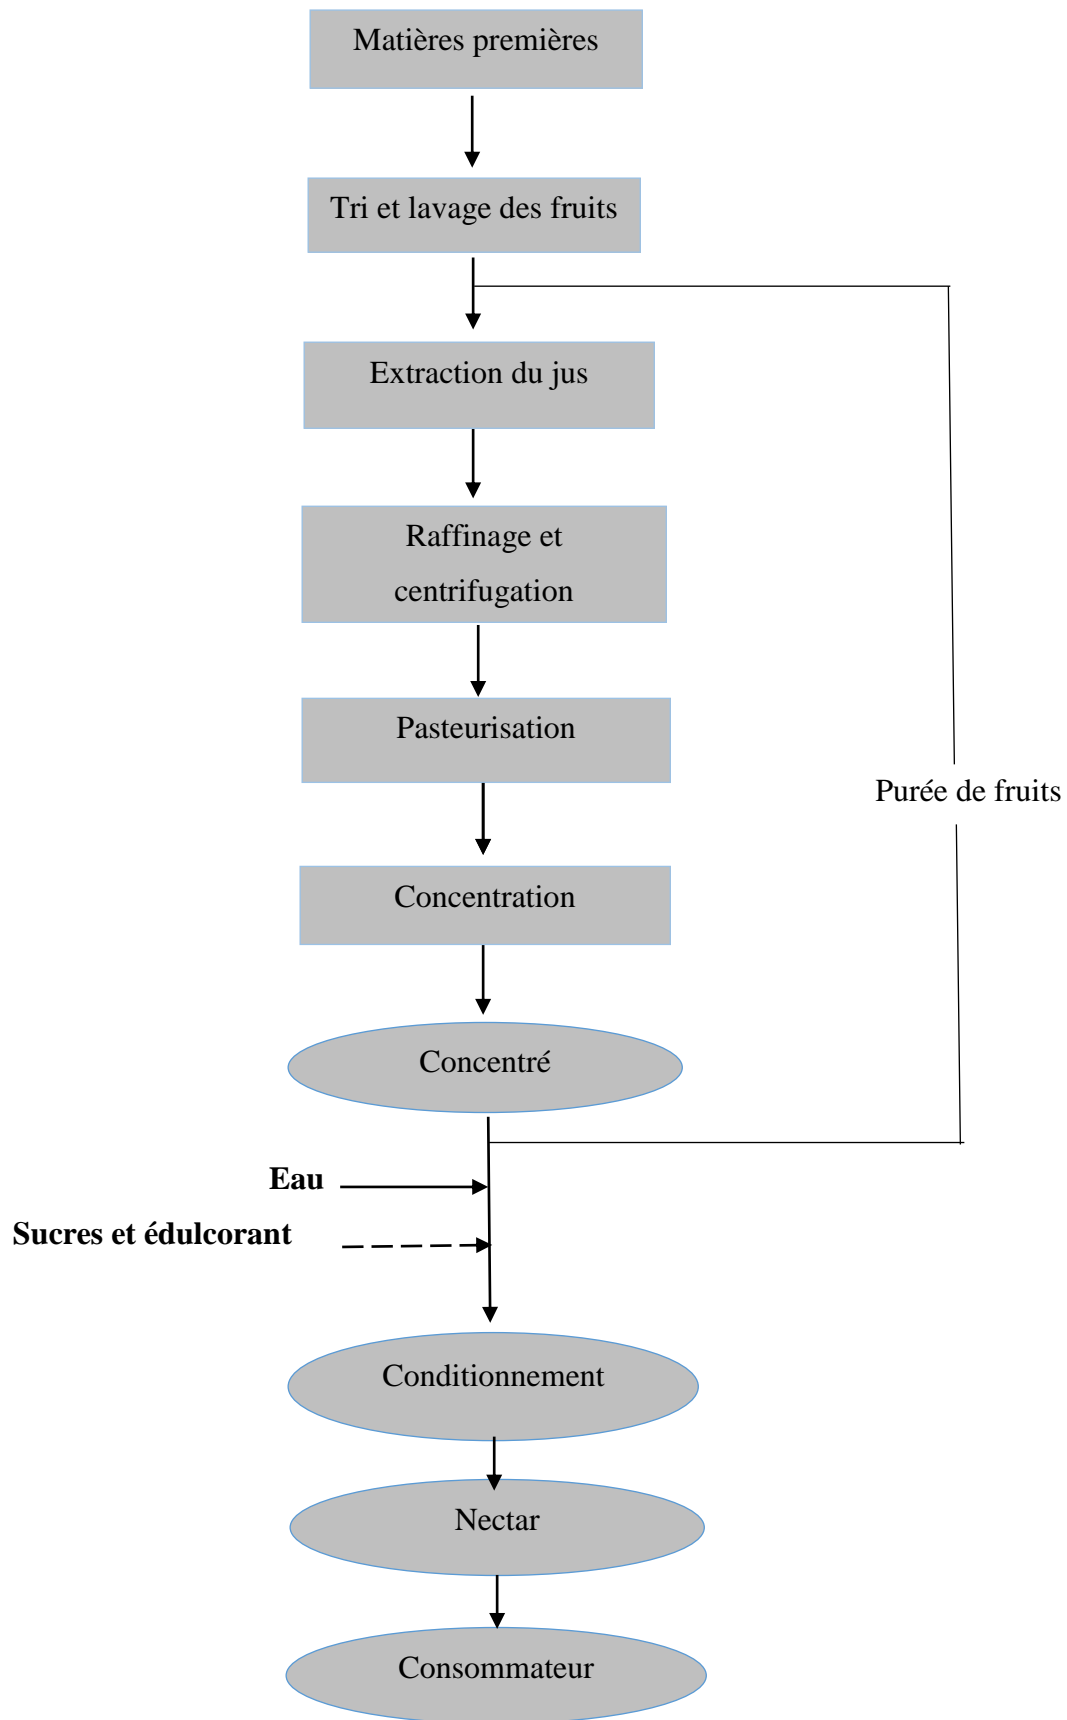 Matières premières
Tri et lavage des fruits
Extraction du jus
Raffinage et
centrifugation
Pasteurisation
Purée de fruits
Concentration
Concentré
Eau
Sucres et édulcorant
Conditionnement
Nectar
Consommateur